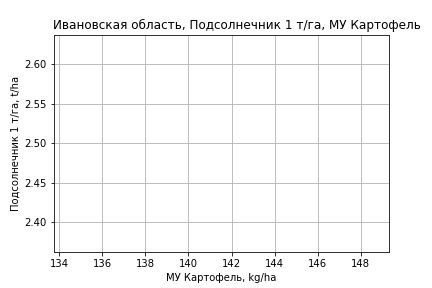 Ивановская область, Подсолнечник 1 т/га, МУ Картофель
Подсолнечник 1 т/га, t/ha
2.60
2.55
2.50
2.45
2.40
134 136 138 140 142 144 146 148
МУ Картофель, kg/ha